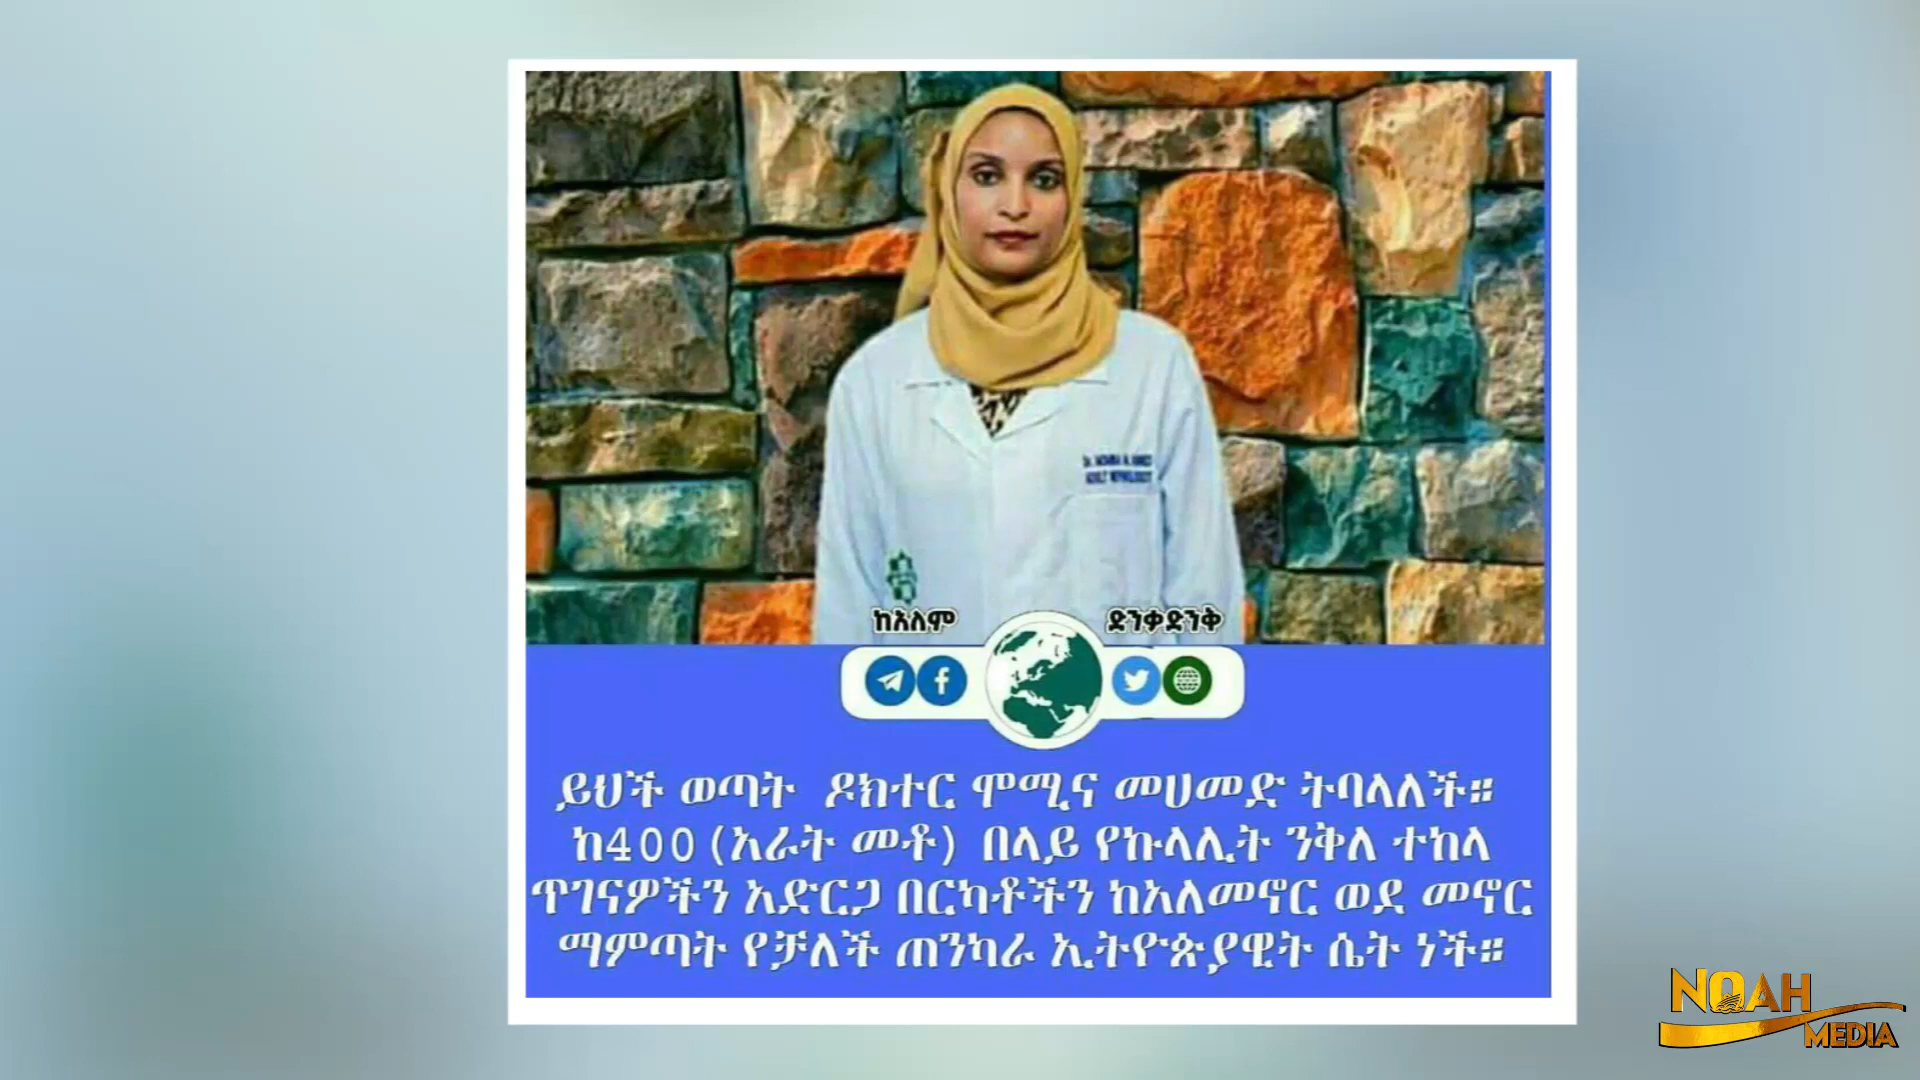 ከአለም
ድንቃድንቅ
ይህች ወጣት ዶክተር ሞሚና መሀመድ ትባላለች።
ከ400(አራት መቶ) በላይ የኩላሊት ንቅለ ተከላ
ጥገናዎችን አድርጋ በርካቶችን ከአለመኖር ወደ መኖር
ማምጣት የቻለች ጠንካራ ኢትዮጵያዊት ሴት ነች።
NOAH
MEDIA